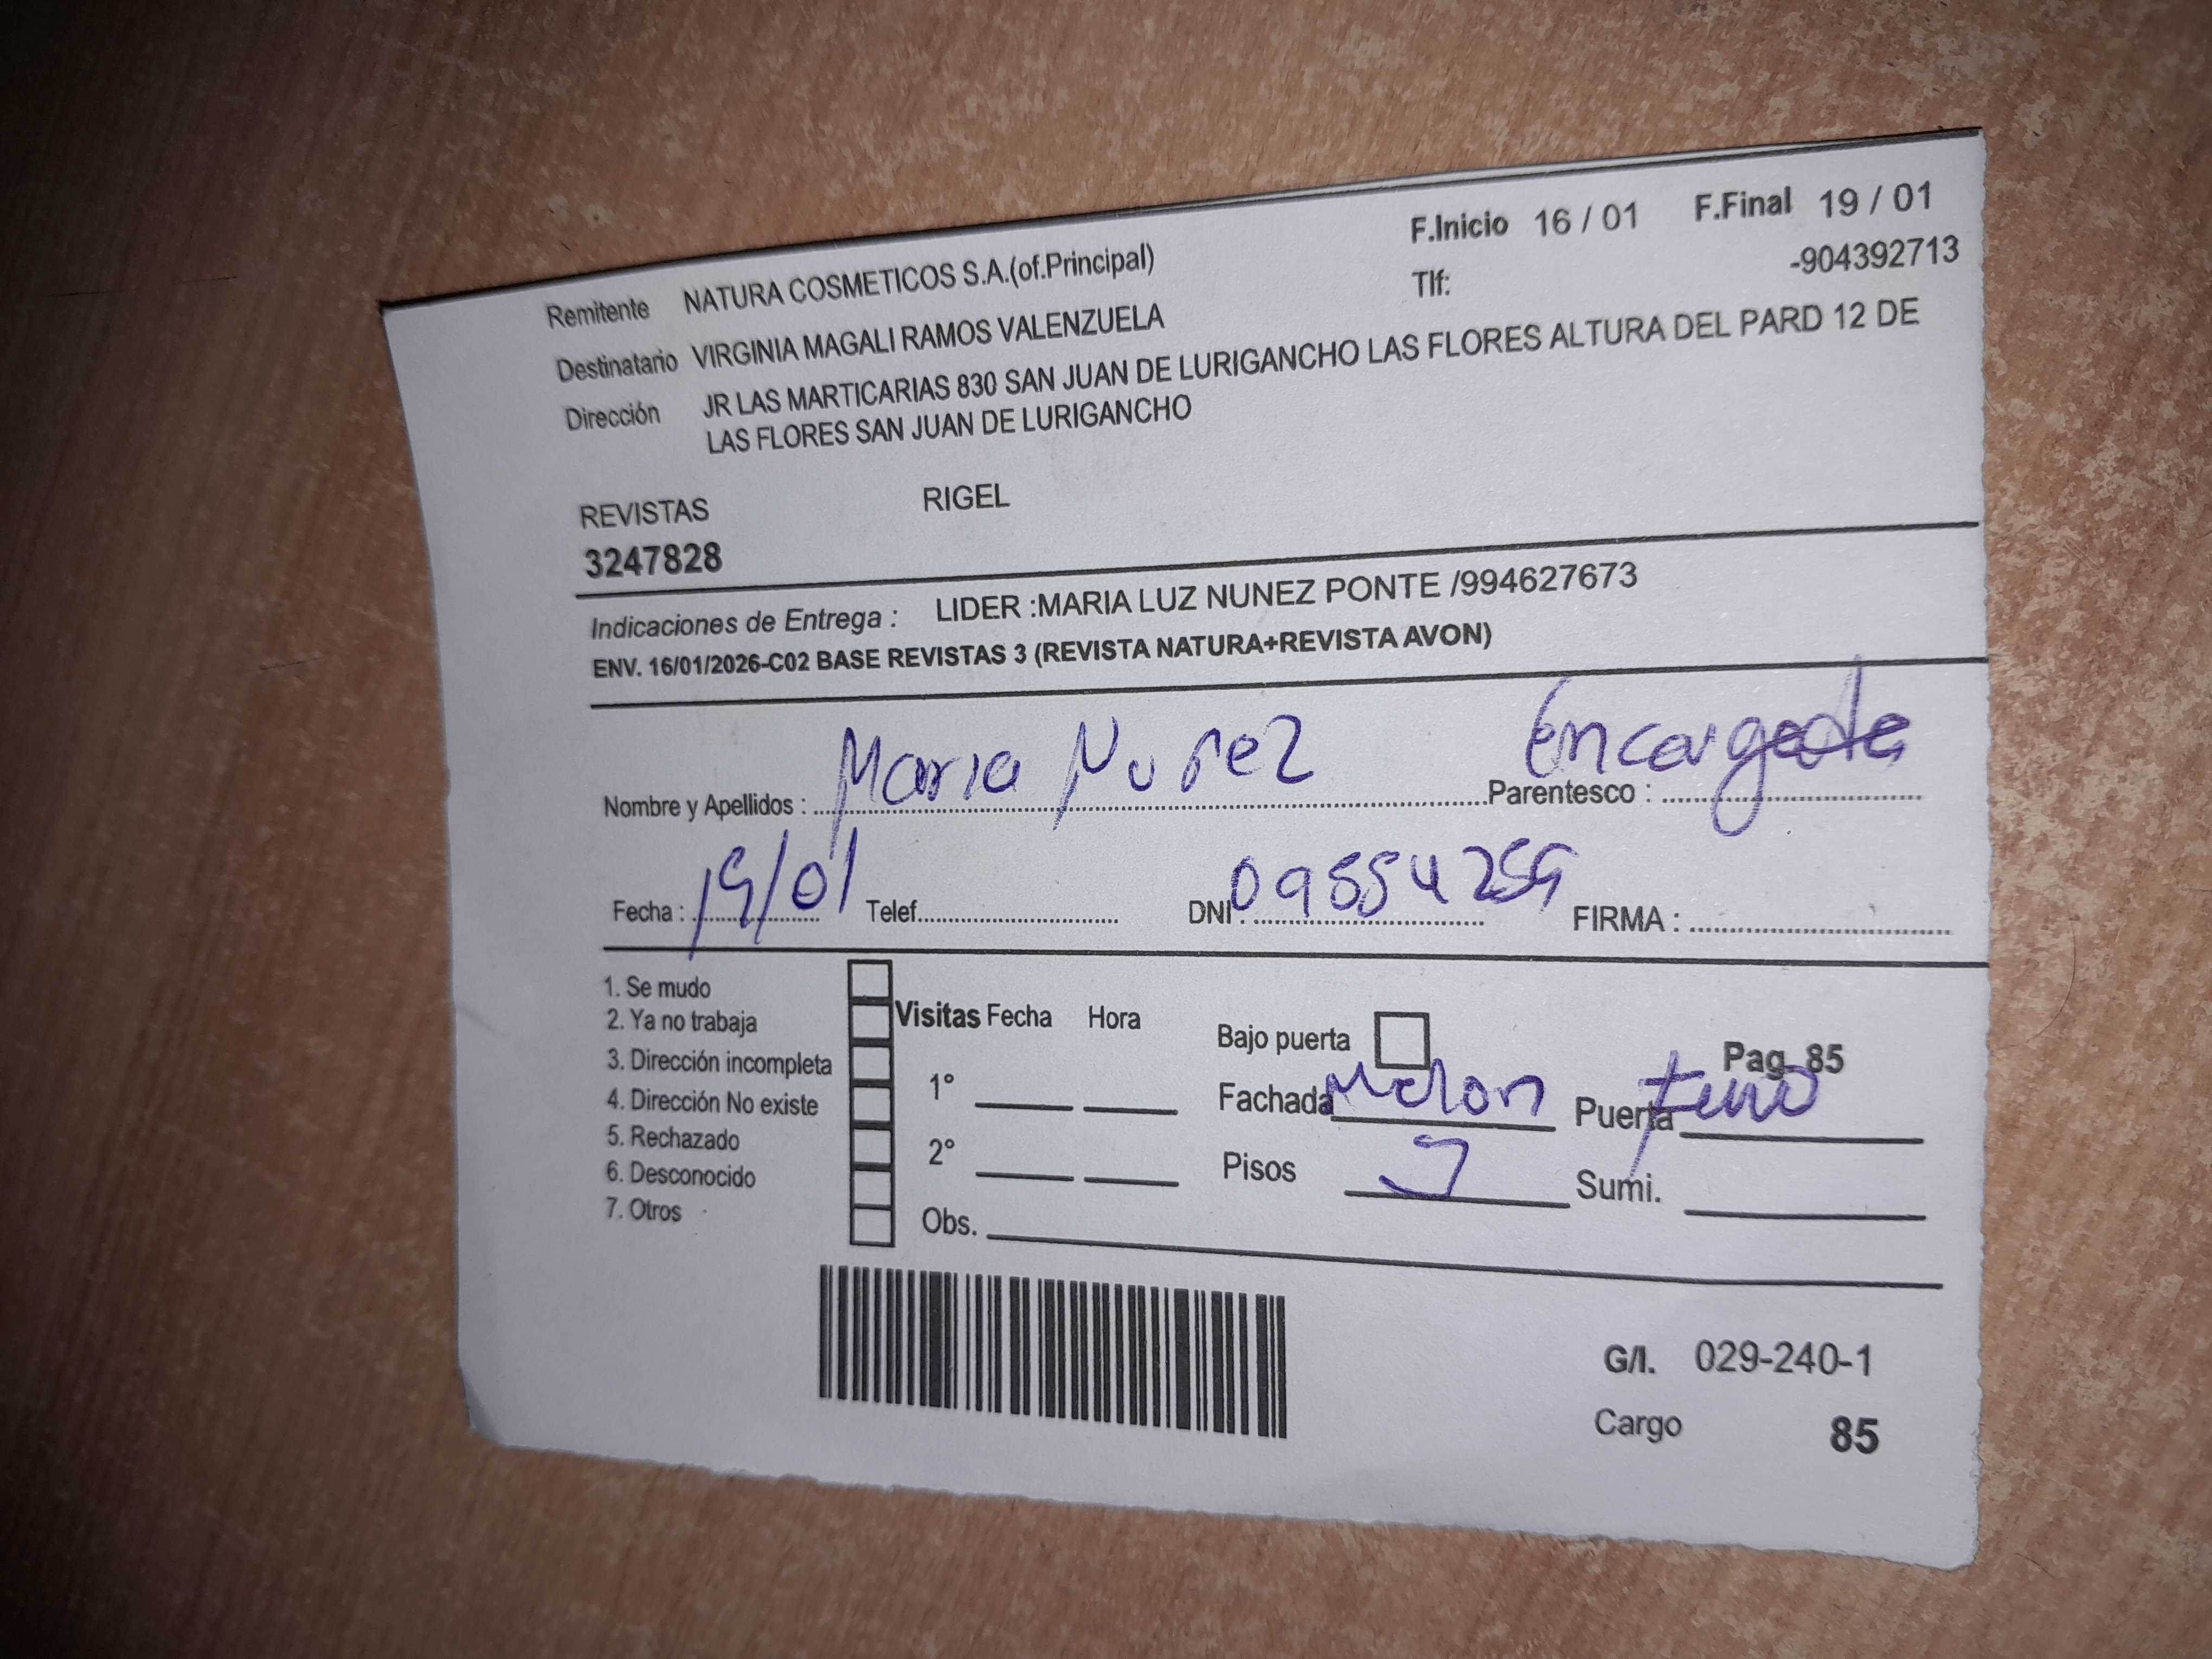 F.Inicio 16 / 01 F.Final 19 / 01
Remitente NATURA COSMETICOS S.A.(of.Principal) Tlf: -904392713
Destinatario VIRGINIA MAGALI RAMOS VALENZUELA
Dirección JR LAS MARTICARIAS 830 SAN JUAN DE LURIGANCHO LAS FLORES ALTURA DEL PARD 12 DE
LAS FLORES SAN JUAN DE LURIGANCHO
REVISTAS RIGEL
3247828
Indicaciones de Entrega : LIDER :MARIA LUZ NUNEZ PONTE /994627673
ENV. 16/01/2026-C02 BASE REVISTAS 3 (REVISTA NATURA+REVISTA AVON)
Nombre y Apellidos : Maria Nuñez Parentesco : Encargada
Fecha : 19/01 Telef. DNI : FIRMA :
1. Se mudo
2. Ya no trabaja
3. Dirección incompleta
4. Dirección No existe
5. Rechazado
6. Desconocido
7. Otros
Visitas Fecha Hora
1°
2°
Obs.
Bajo puerta Pag. 85
Fachada Melon Puerta
Pisos Sumi.
G/I. 029-240-1
Cargo 85